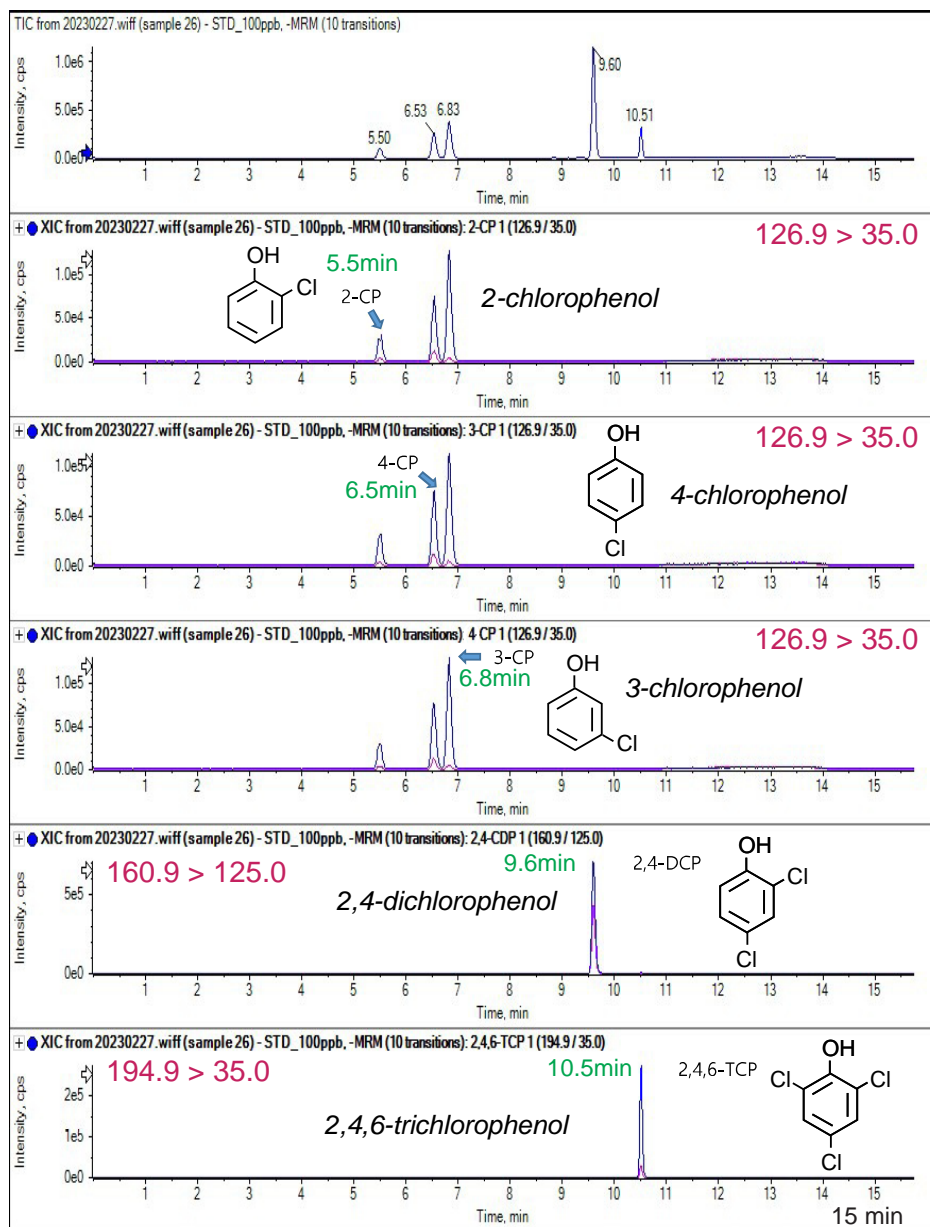 TIC from 20230227.wiff (sample 26) - STD_100ppb, -MRM (10 transitions)
Intensity, cps
1.0e6
5.0e5
0.0e0
5.50
6.53
6.83
9.60
10.51
1 2 3 4 5 6 7 8 9 10 11 12 13 14 15
Time, min
XIC from 20230227.wiff (sample 26) - STD_100ppb, -MRM (10 transitions): 2-CP 1 (126.9 / 35.0)
126.9 > 35.0
Intensity, cps
1.0e5
5.0e4
0.0e0
OH
Cl
5.5min
2-CP
2-chlorophenol
1 2 3 4 5 6 7 8 9 10 11 12 13 14 15
Time, min
XIC from 20230227.wiff (sample 26) - STD_100ppb, -MRM (10 transitions): 3-CP 1 (126.9 / 35.0)
126.9 > 35.0
Intensity, cps
1.0e5
5.0e4
0.0e0
4-CP
6.5min
OH
Cl
4-chlorophenol
1 2 3 4 5 6 7 8 9 10 11 12 13 14 15
Time, min
XIC from 20230227.wiff (sample 26) - STD_100ppb, -MRM (10 transitions): 4 CP 1 (126.9 / 35.0)
126.9 > 35.0
Intensity, cps
1.0e5
5.0e4
0.0e0
3-CP
6.8min
OH
Cl
3-chlorophenol
1 2 3 4 5 6 7 8 9 10 11 12 13 14 15
Time, min
XIC from 20230227.wiff (sample 26) - STD_100ppb, -MRM (10 transitions): 2,4-CDP 1 (160.9 / 125.0)
Intensity, cps
5e5
0e0
160.9 > 125.0
2,4-dichlorophenol
9.6min
2,4-DCP
OH
Cl
Cl
1 2 3 4 5 6 7 8 9 10 11 12 13 14 15
Time, min
XIC from 20230227.wiff (sample 26) - STD_100ppb, -MRM (10 transitions): 2,4,6-TCP 1 (194.9 / 35.0)
Intensity, cps
2e5
1e5
0e0
194.9 > 35.0
2,4,6-trichlorophenol
10.5min
2,4,6-TCP
OH
Cl
Cl
Cl
1 2 3 4 5 6 7 8 9 10 11 12 13 14 15
Time, min
15 min